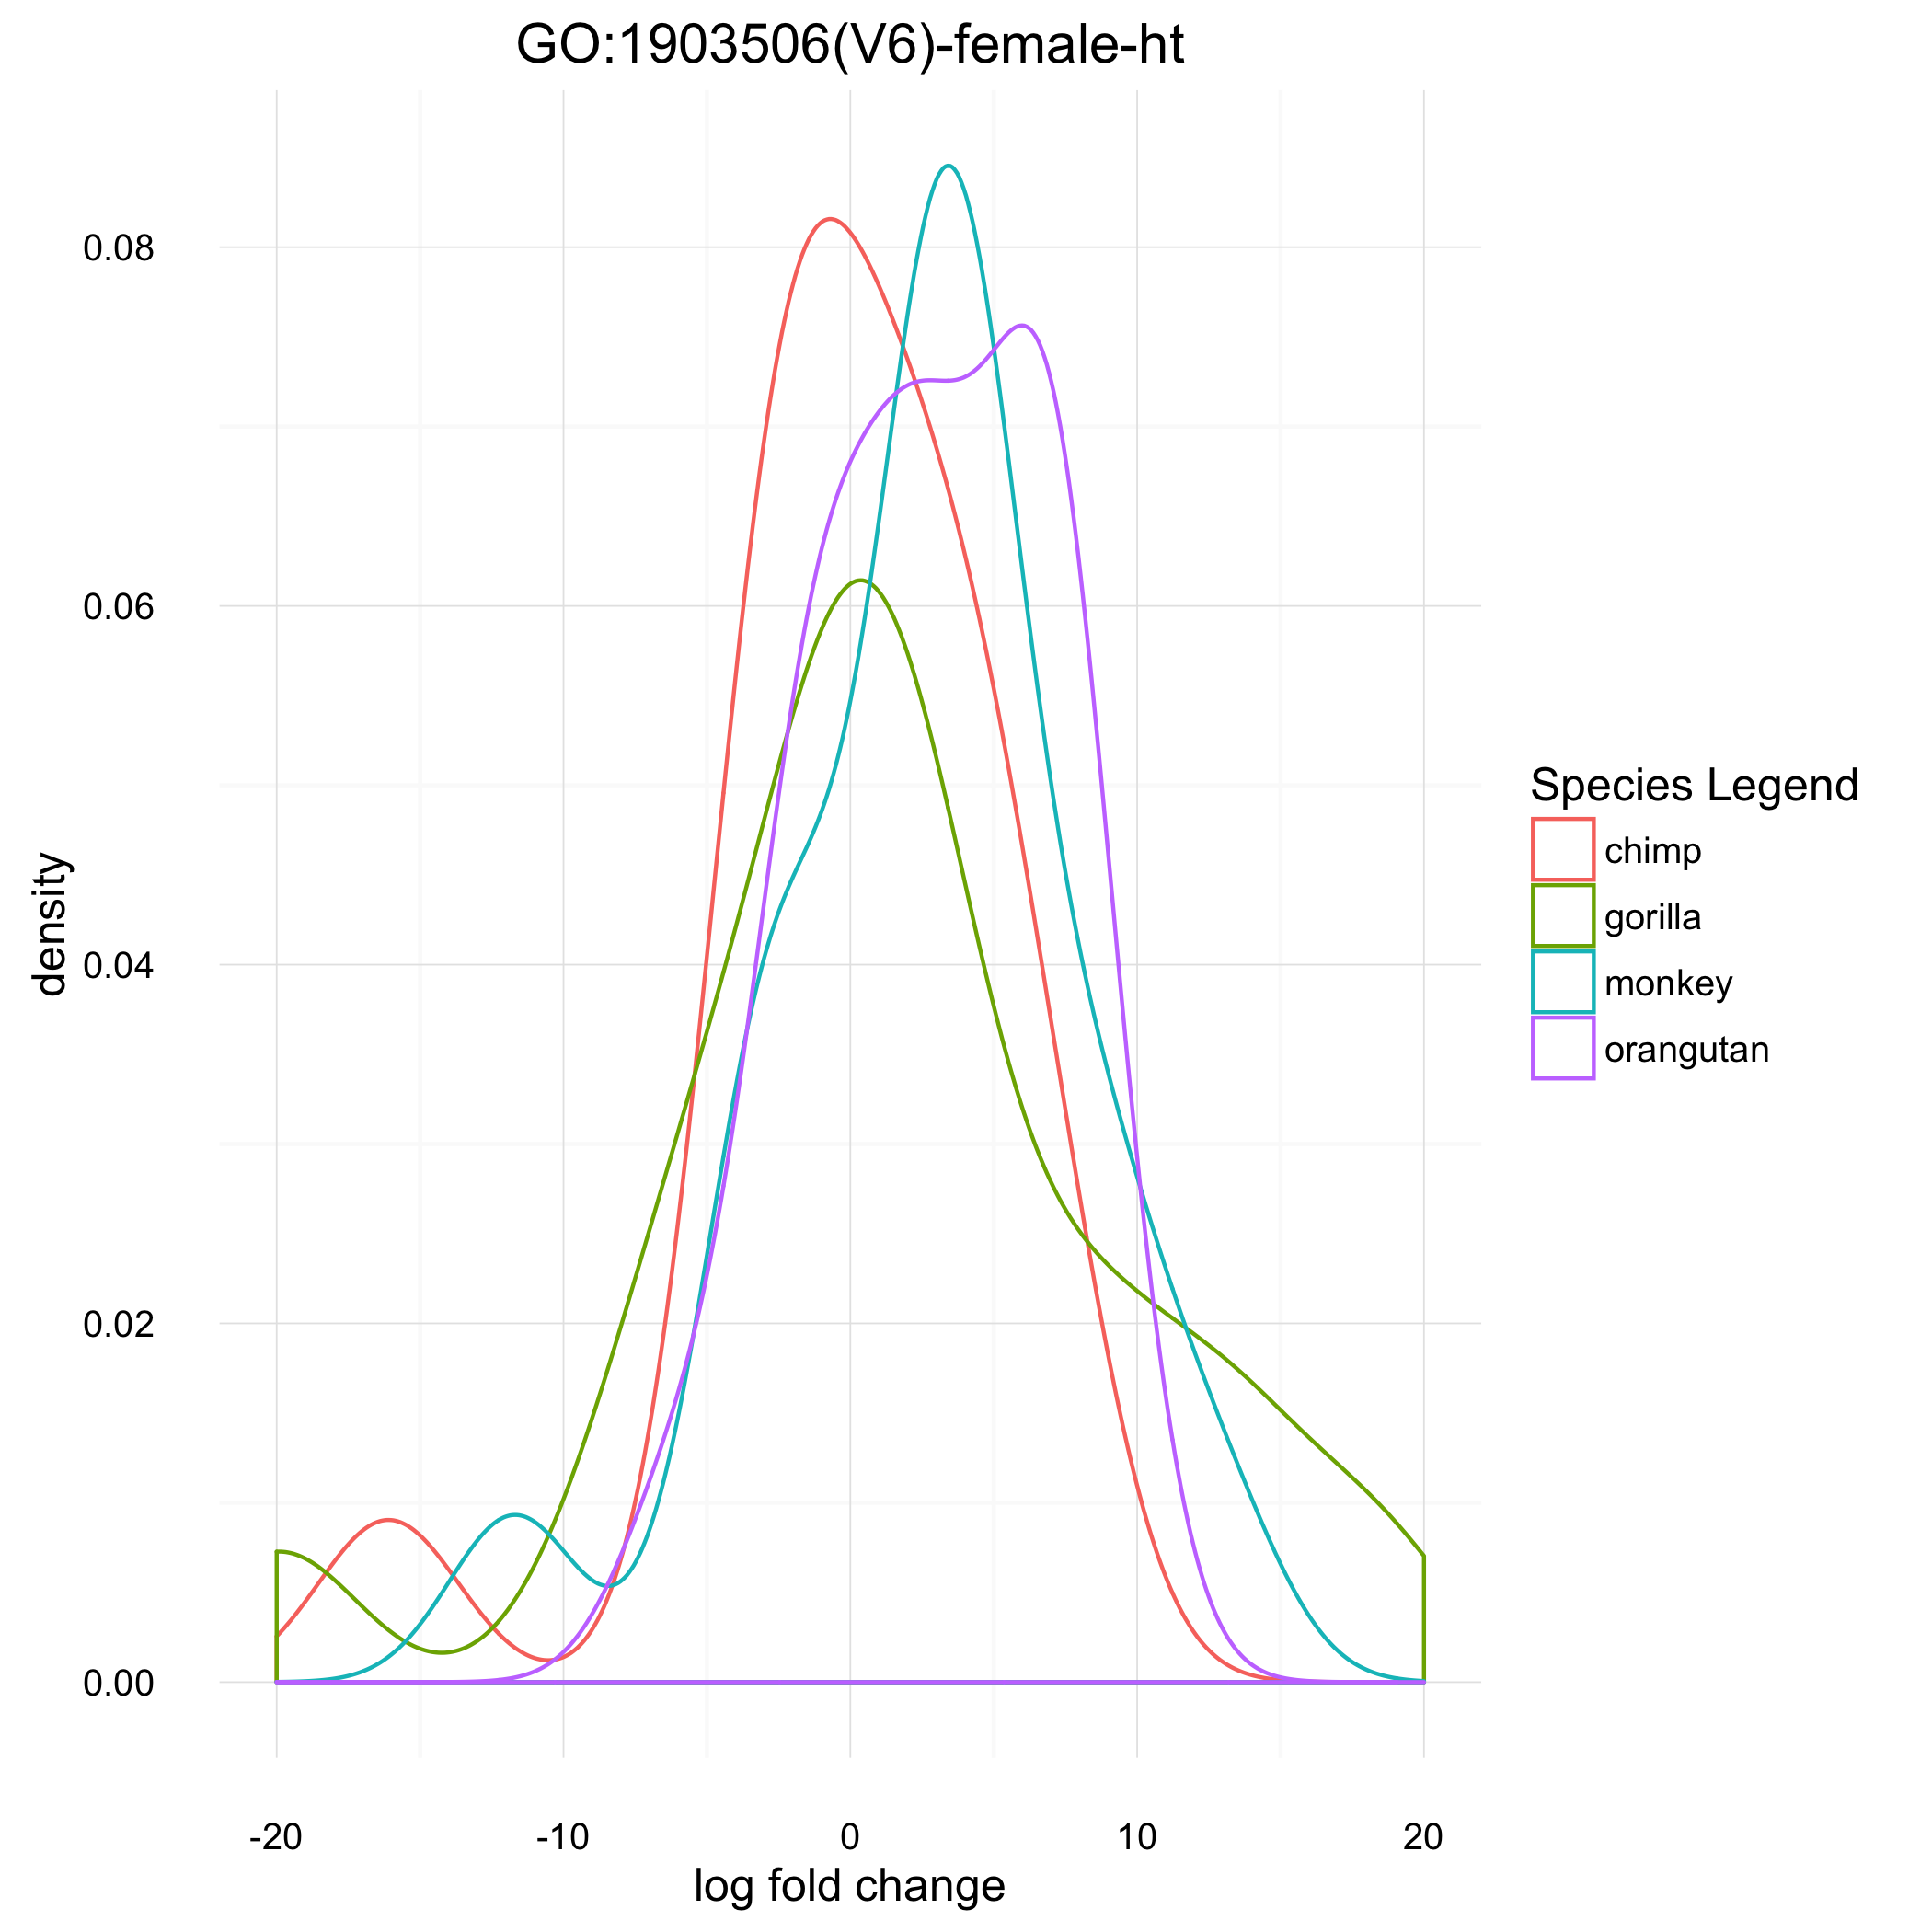 GO:1903506(V6)-female-ht
0.08
0.06
0.04
0.02
0.00
density
-20
-10
0
10
20
log fold change
Species Legend
chimp
gorilla
monkey
orangutan